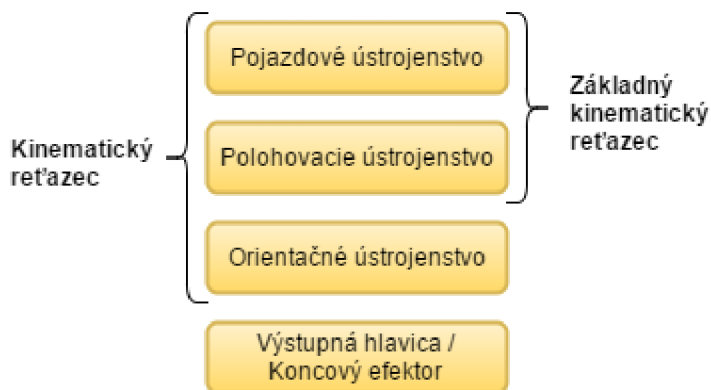 Pojazdové ústrojenstvo
Základný
kinematický
reťazec
Kinematický
reťazec
Polohovacie ústrojenstvo
Orientačné ústrojenstvo
Výstupná hlavica /
Koncový efektor